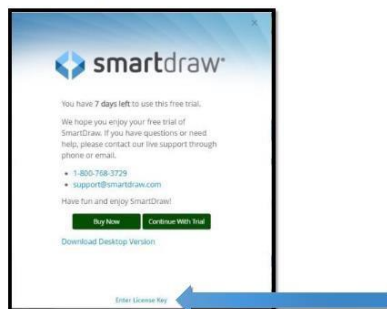 smartdraw
You have 7 days left to use this free trial.
We hope you enjoy your free trial of
SmartDraw. If you have questions or need
help, please contact our live support through
phone or email.
• 1-800-768-3729
• support@smartdraw.com
Have fun and enjoy SmartDraw!
Buy Now Continue With Trial
Download Desktop Version
Enter License Key